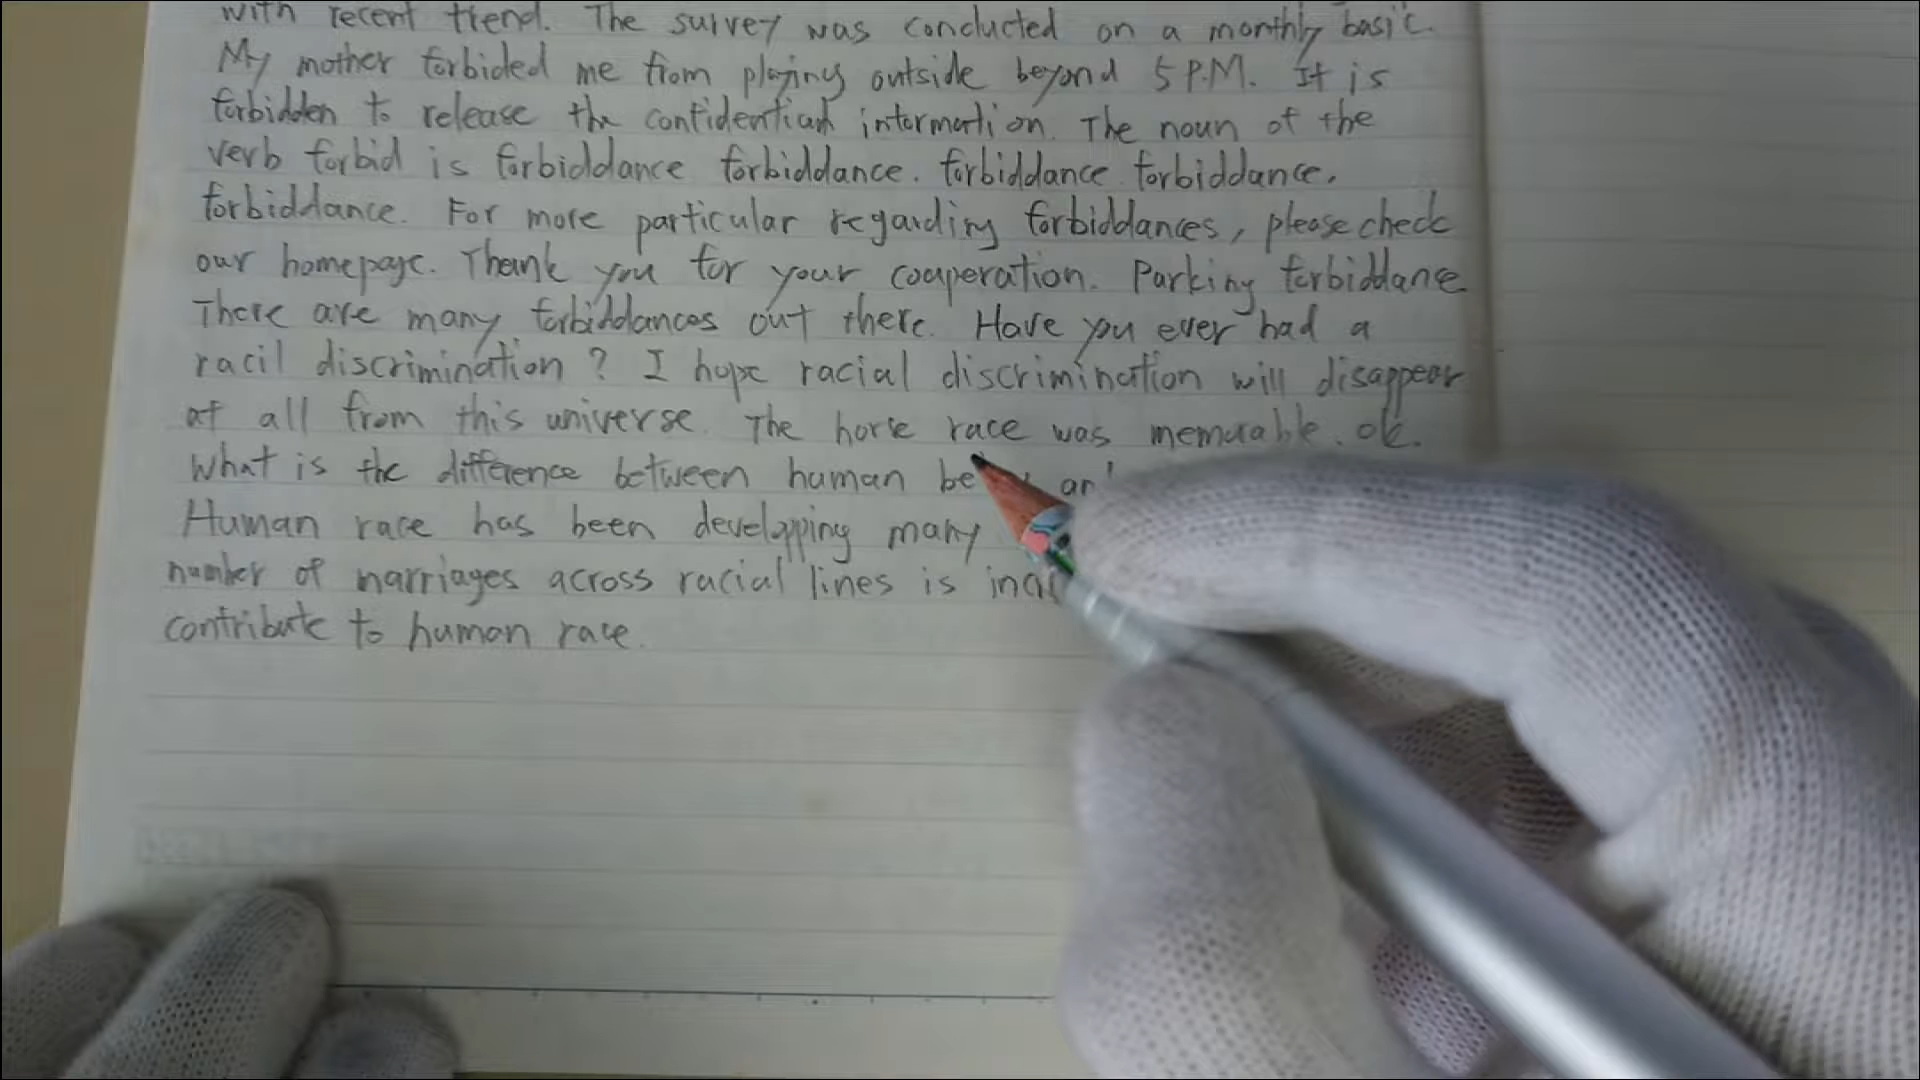 with recent trend. The survey was conducted on a monthly basic.
My mother forbided me from playing outside beyond 5 P.M. It is
forbidden to release the information. The noun of the
verb forbid is forbiddance forbiddance. forbiddance forbiddance.
forbiddance. For more particular regarding forbiddances, please check
our homepage. Thank you for your couperation. Parking forbiddance
There are many forbiddances out there. Have you ever had a
racil discrimination? I hope racial discrimination will disappear
at all from this universe. The horse race was memorable. ok.
What is the difference between human
Human race has been developping many
number of marriages across racial lines is
contribute to human race.